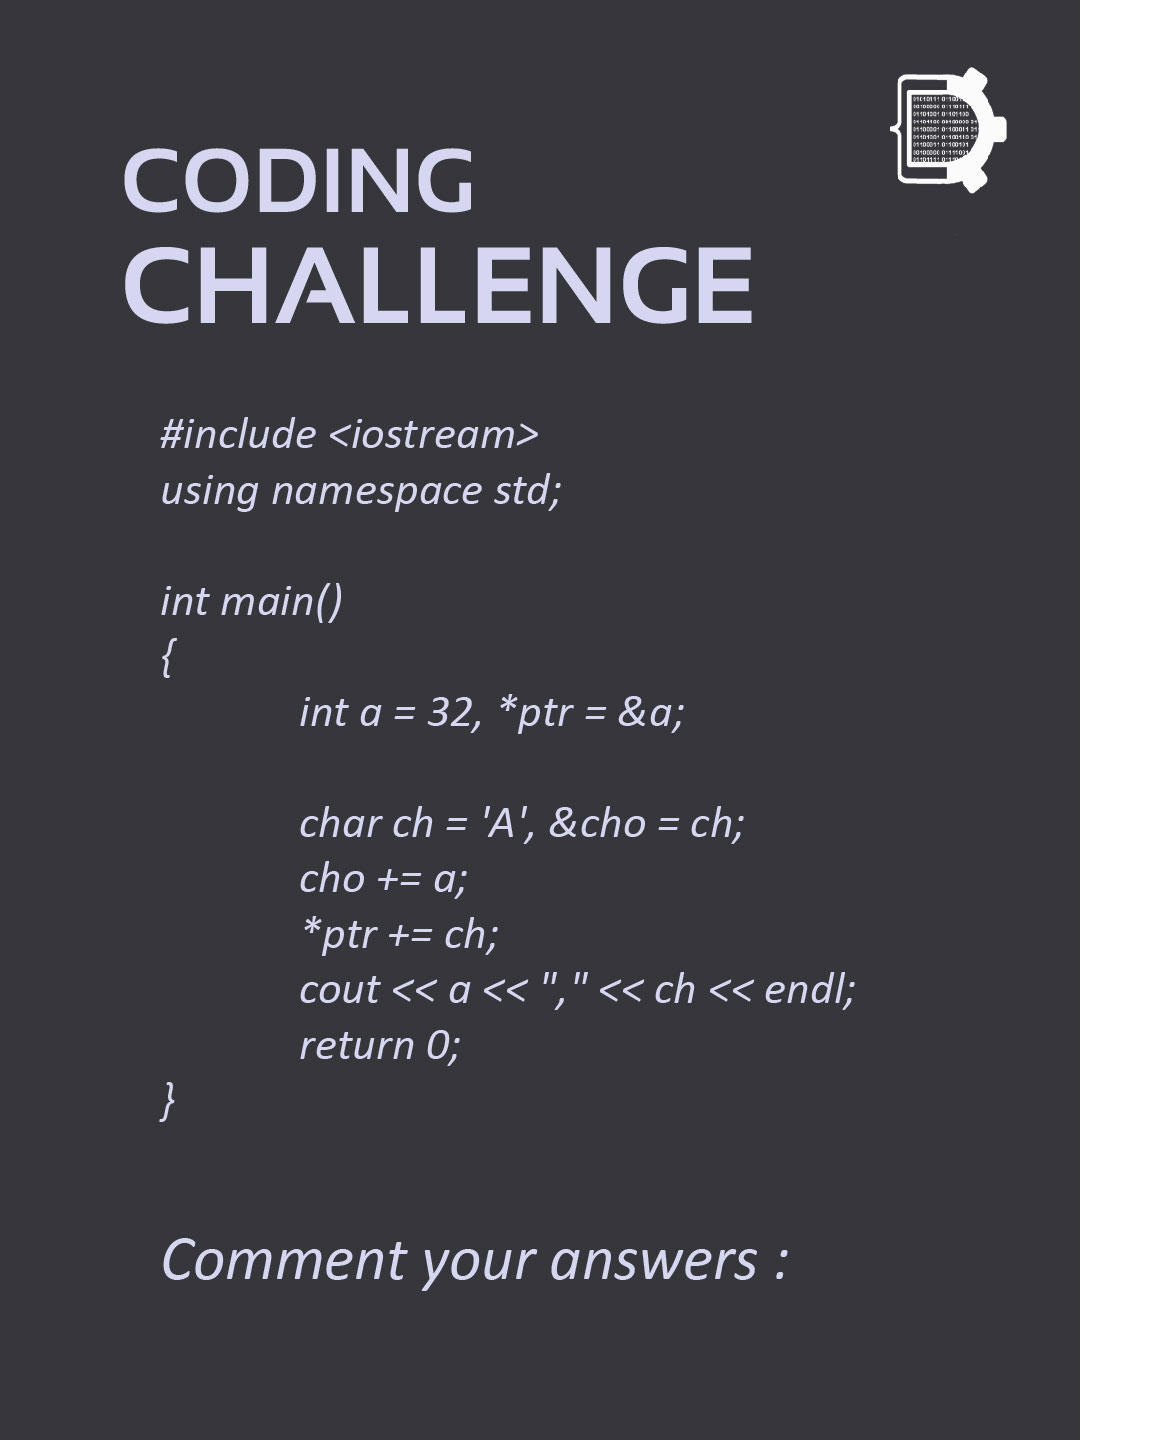 CODING
CHALLENGE
#include <iostream>
using namespace std;
int main()
{
int a = 32, *ptr = &a;
char ch = 'A', &cho = ch;
cho += a;
*ptr += ch;
cout << a << "," << ch << endl;
return 0;
}
Comment your answers :